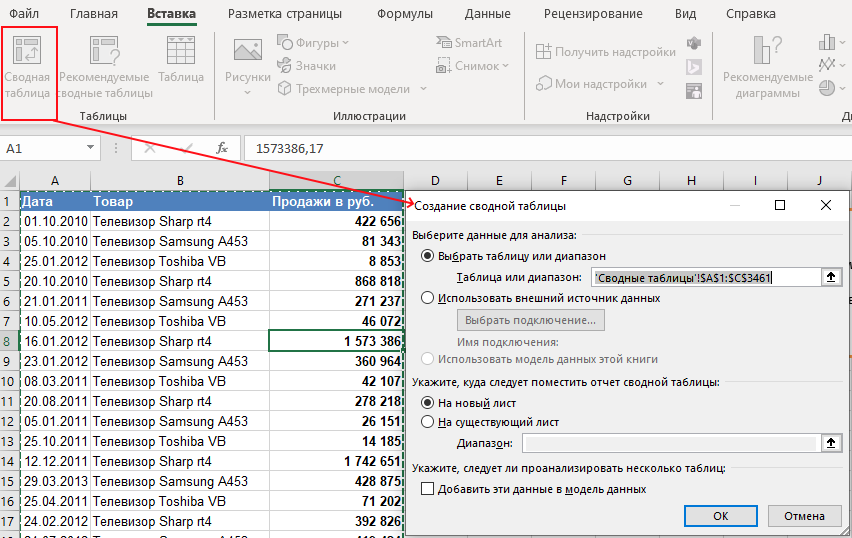 Файл Главная Вставка Разметка страницы Формулы Данные Рецензирование Вид Справка
Сводная таблица
Рекомендуемые сводные таблицы
Таблица
Рисунки
Фигуры
Значки
Трехмерные модели
SmartArt
Снимок
Получить надстройки
Мои надстройки
Рекомендуемые диаграммы
Таблицы Иллюстрации Надстройки
A1 fx 1573386,17
A B C D E F G H I J
1 Дата Товар Продажи в руб.
2 01.10.2010 Телевизор Sharp rt4 422 656
3 05.10.2010 Телевизор Samsung A453 81 343
4 25.01.2012 Телевизор Toshiba VB 8 853
5 20.10.2010 Телевизор Sharp rt4 868 818
6 21.01.2011 Телевизор Samsung A453 271 237
7 10.05.2012 Телевизор Toshiba VB 46 072
8 16.01.2012 Телевизор Sharp rt4 1 573 386
9 23.01.2012 Телевизор Samsung A453 360 964
10 08.03.2011 Телевизор Toshiba VB 42 107
11 20.08.2011 Телевизор Sharp rt4 278 218
12 05.01.2011 Телевизор Samsung A453 26 151
13 25.10.2011 Телевизор Toshiba VB 14 185
14 12.12.2011 Телевизор Sharp rt4 1 742 651
15 29.03.2013 Телевизор Samsung A453 428 875
16 25.04.2011 Телевизор Toshiba VB 71 202
17 24.02.2012 Телевизор Sharp rt4 392 826
Создание сводной таблицы
Выберите данные для анализа:
Выбрать таблицу или диапазон
Таблица или диапазон: 'Сводные таблицы'!$A$1:$C$3461
Использовать внешний источник данных
Выбрать подключение...
Имя подключения:
Использовать модель данных этой книги
Укажите, куда следует поместить отчет сводной таблицы:
На новый лист
На существующий лист
Диапазон:
Укажите, следует ли проанализировать несколько таблиц:
Добавить эти данные в модель данных
ОК Отмена